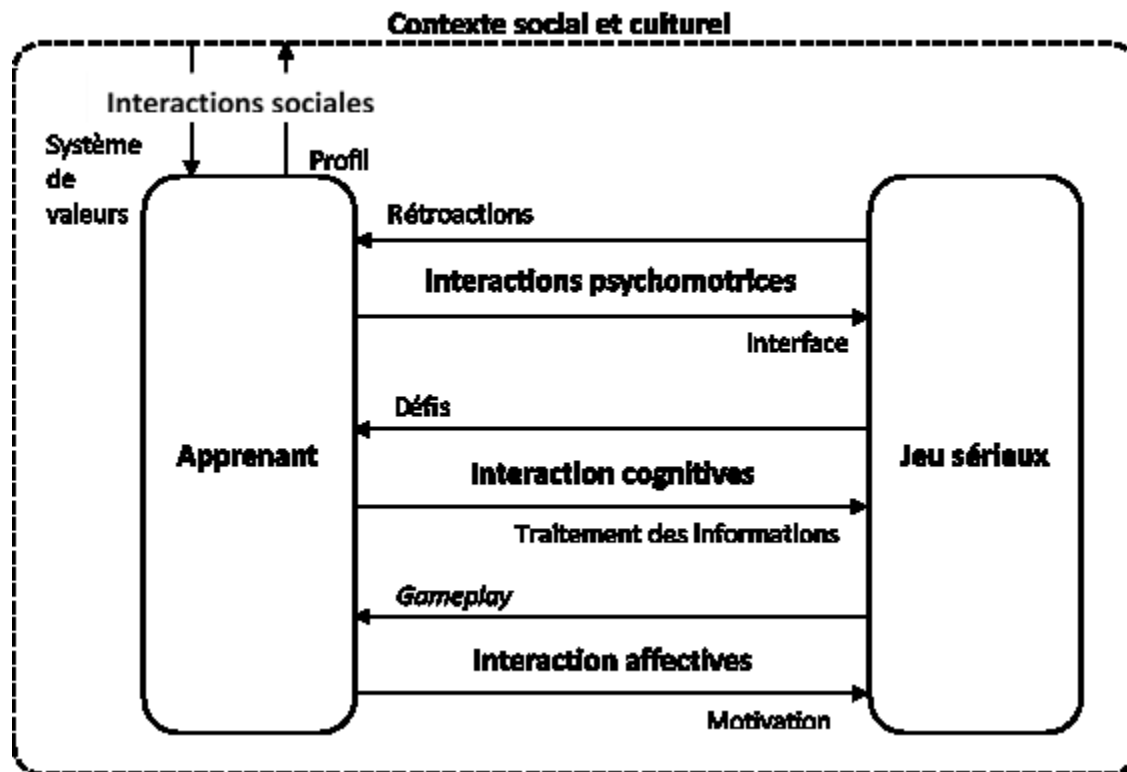 Contexte social et culturel
Interactions sociales
Système
de
valeurs
Profil
Rétroactions
Interactions psychomotrices
Interface
Défis
Apprenant
Interaction cognitives
Jeu sérieux
Traitement des informations
Gameplay
Interaction affectives
Motivation